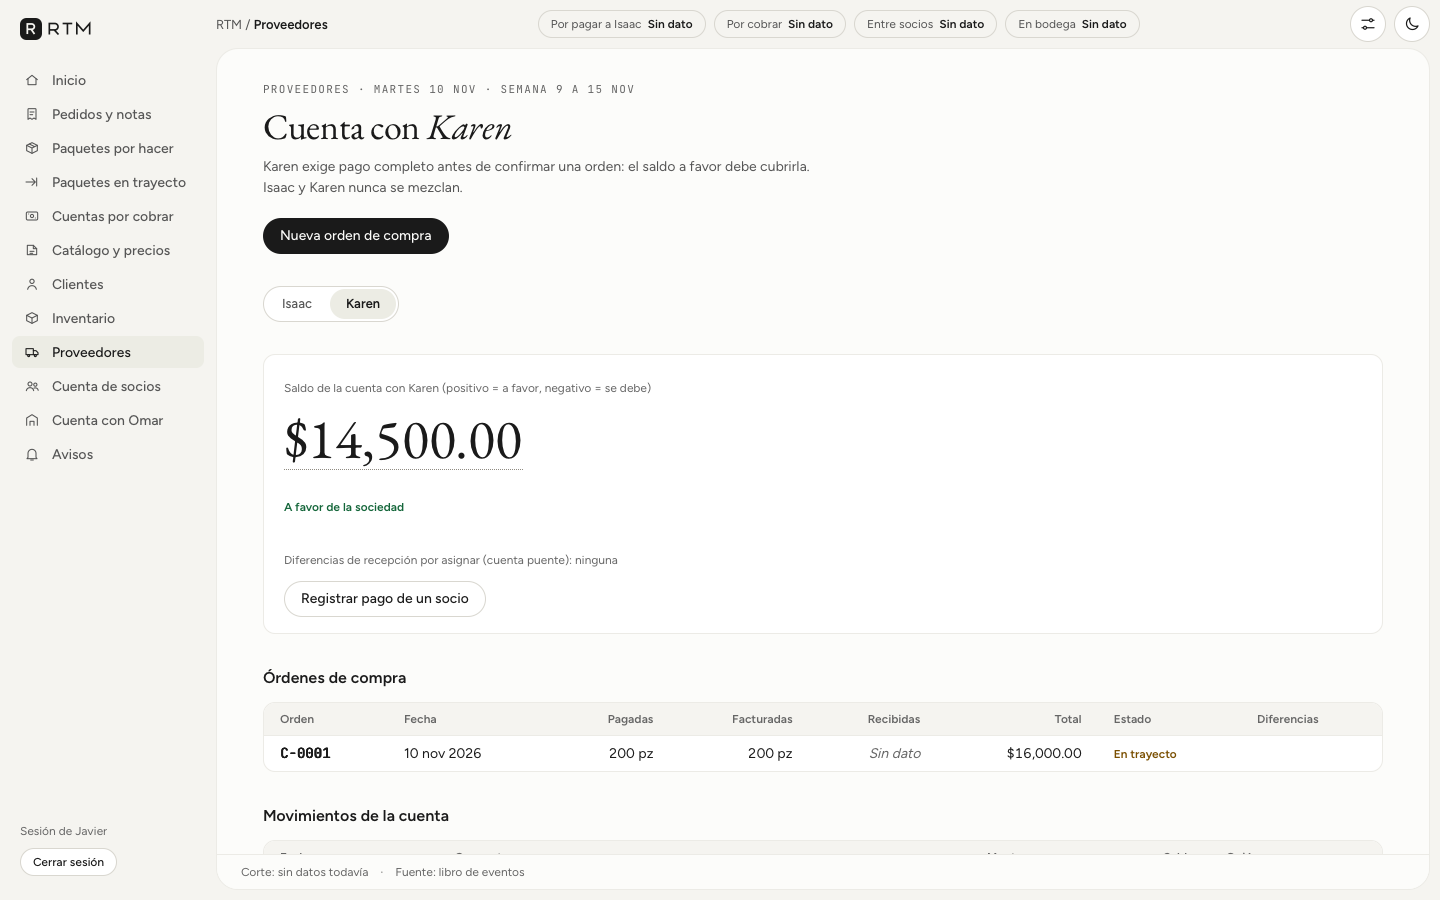 R RTM
RTM / Proveedores
Por pagar a Isaac Sin dato
Por cobrar Sin dato
Entre socios Sin dato
En bodega Sin dato
Inicio
Pedidos y notas
Paquetes por hacer
Paquetes en trayecto
Cuentas por cobrar
Catálogo y precios
Clientes
Inventario
Proveedores
Cuenta de socios
Cuenta con Omar
Avisos
Sesión de Javier
Cerrar sesión
PROVEEDORES · MARTES 10 NOV · SEMANA 9 A 15 NOV
Cuenta con Karen
Karen exige pago completo antes de confirmar una orden: el saldo a favor debe cubrirla.
Isaac y Karen nunca se mezclan.
Nueva orden de compra
Isaac Karen
Saldo de la cuenta con Karen (positivo = a favor, negativo = se debe)
$14,500.00
A favor de la sociedad
Diferencias de recepción por asignar (cuenta puente): ninguna
Registrar pago de un socio
Órdenes de compra
Orden Fecha Pagadas Facturadas Recibidas Total Estado Diferencias
C-0001 10 nov 2026 200 pz 200 pz Sin dato $16,000.00 En trayecto
Movimientos de la cuenta
Corte: sin datos todavía · Fuente: libro de eventos